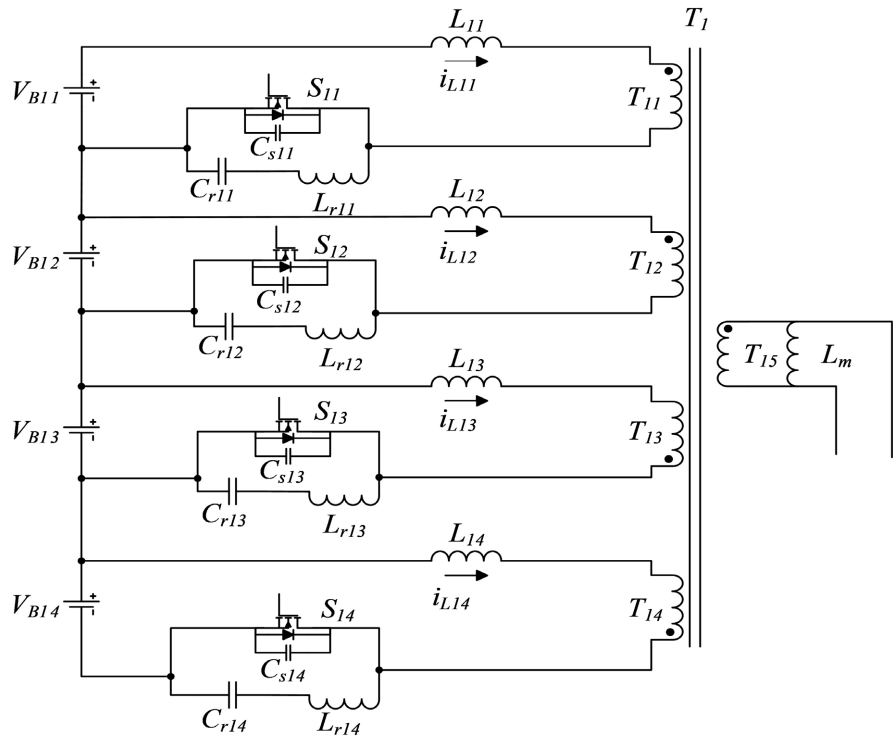 T1
L11
iL11
VB11
S11
T11
Cs11
Cr11
Lr11
L12
iL12
VB12
S12
T12
Cs12
Cr12
Lr12
T15
Lm
L13
iL13
VB13
S13
T13
Cs13
Cr13
Lr13
L14
iL14
VB14
S14
T14
Cs14
Cr14
Lr14